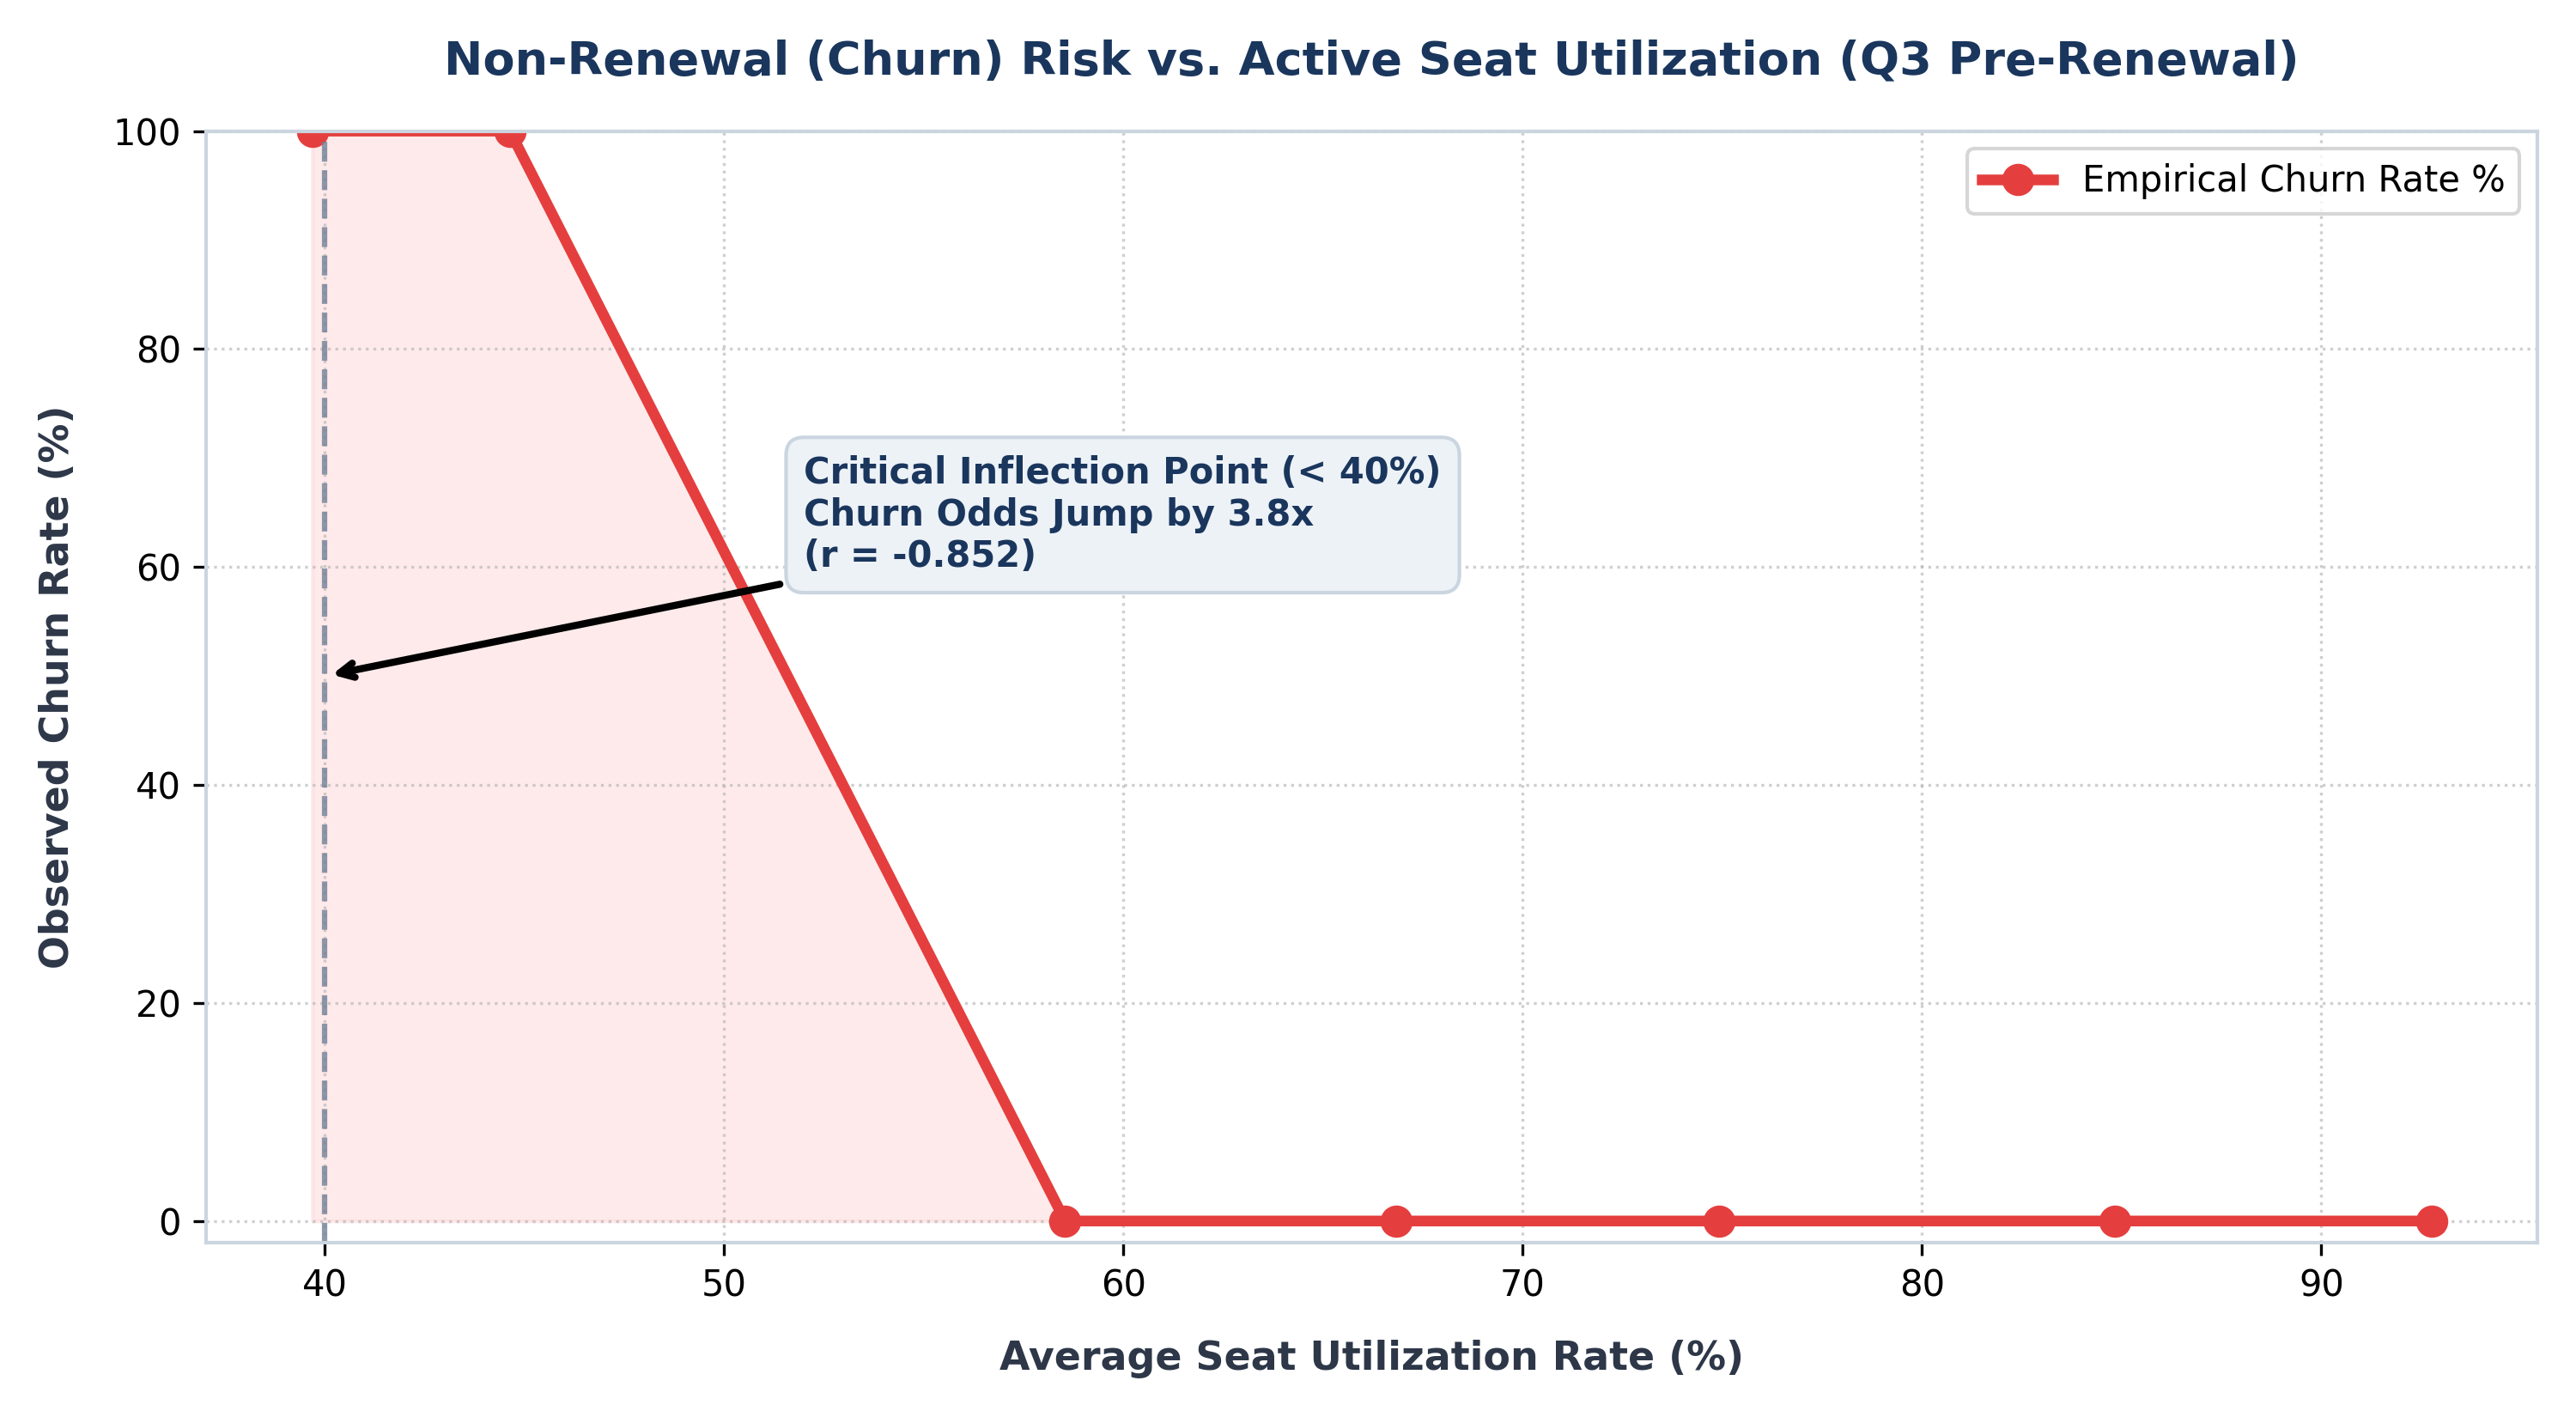 Non-Renewal (Churn) Risk vs. Active Seat Utilization (Q3 Pre-Renewal)
Empirical Churn Rate %
Critical Inflection Point (< 40%)
Churn Odds Jump by 3.8x
(r = -0.852)
Observed Churn Rate (%)
100
80
60
40
20
0
40
50
60
70
80
90
Average Seat Utilization Rate (%)